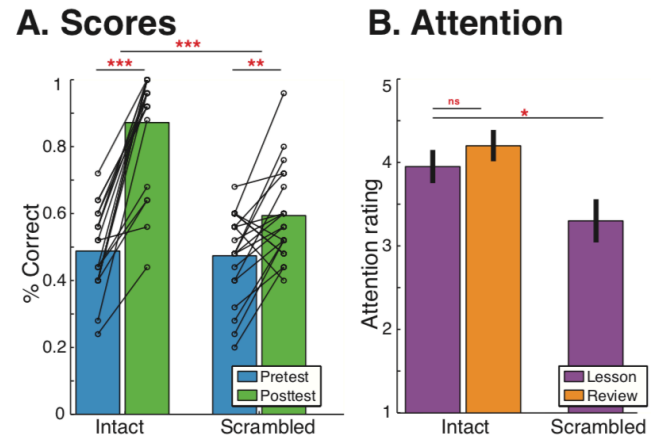 A. Scores
***
***
**
1
0.8
0.6
0.4
0.2
0
% Correct
Pretest
Posttest
Intact
Scrambled
B. Attention
5
4
3
2
1
Attention rating
ns
*
Lesson
Review
Intact
Scrambled